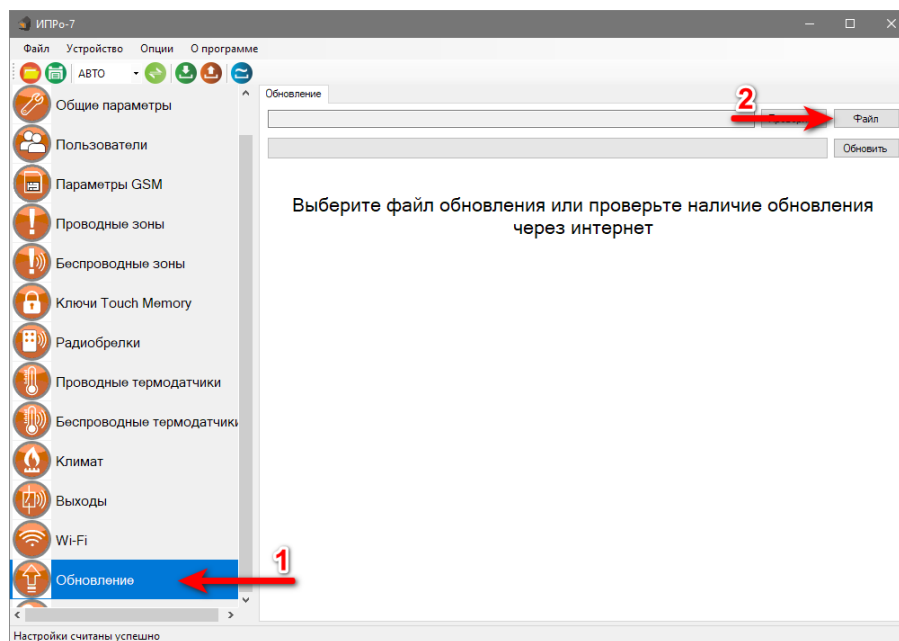 ИПРо-7
Файл Устройство Опции О программе
АВТО
Общие параметры
Пользователи
Параметры GSM
Проводные зоны
Беспроводные зоны
Ключи Touch Memory
Радиобрелки
Проводные термодатчики
Беспроводные термодатчики
Климат
Выходы
Wi-Fi
Обновление
1
Обновление
2
Файл
Обновить
Выберите файл обновления или проверьте наличие обновления
через интернет
Настройки считаны успешно